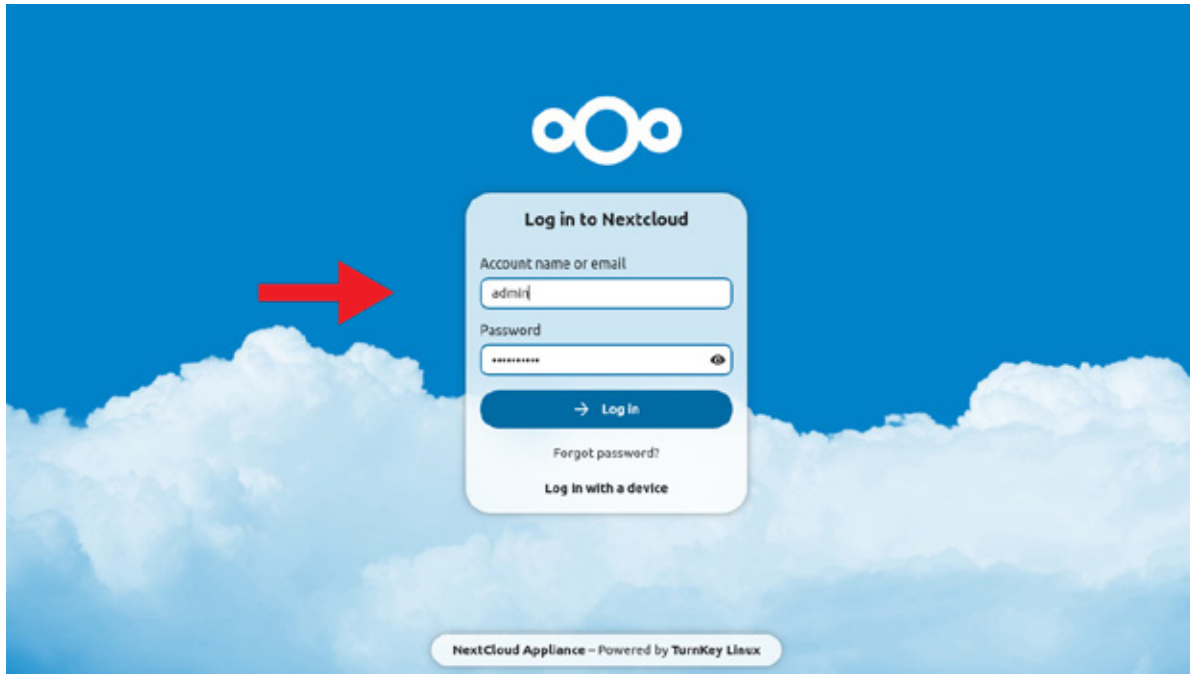 Log in to Nextcloud
Account name or email
admin
Password
Log in
Forgot password?
Log in with a device
NextCloud Appliance – Powered by TurnKey Linux